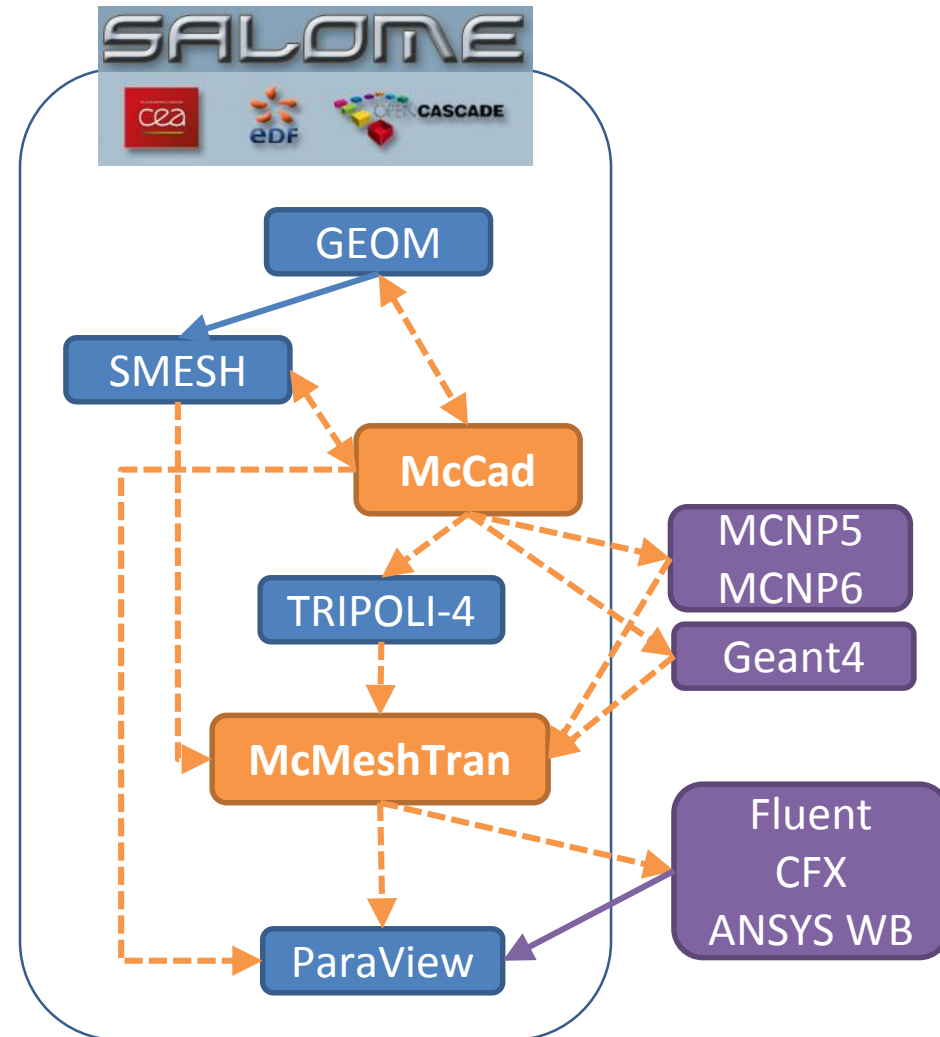 SALOME
cea
eDF
OPEN CASCADE
GEOM
SMESH
McCad
MCNP5
MCNP6
TRIPOLI-4
Geant4
McMeshTran
Fluent
CFX
ANSYS WB
ParaView